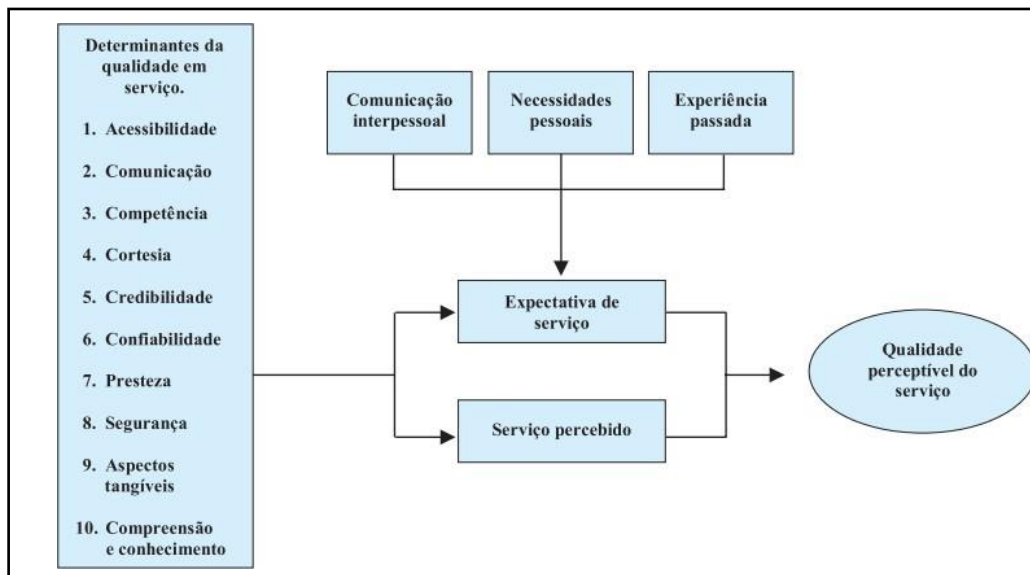 Determinantes da
qualidade em
serviço.
1. Acessibilidade
2. Comunicação
3. Competência
4. Cortesia
5. Credibilidade
6. Confiabilidade
7. Presteza
8. Segurança
9. Aspectos
tangíveis
10. Compreensão
e conhecimento
Comunicação
interpessoal
Necessidades
pessoais
Experiência
passada
Expectativa de
serviço
Serviço percebido
Qualidade
perceptível do
serviço